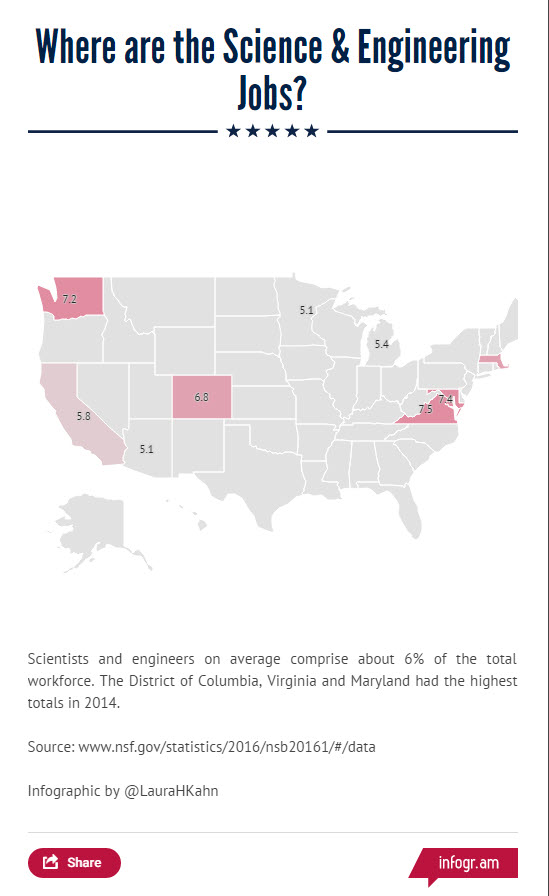 Where are the Science & Engineering
Jobs?
7.2
5.1
5.4
6.8
7.4
7.5
5.8
5.1
Scientists and engineers on average comprise about 6% of the total
workforce. The District of Columbia, Virginia and Maryland had the highest
totals in 2014.
Source: www.nsf.gov/statistics/2016/nsb20161/#/data
Infographic by @LauraHKahn
Share
infogr.am